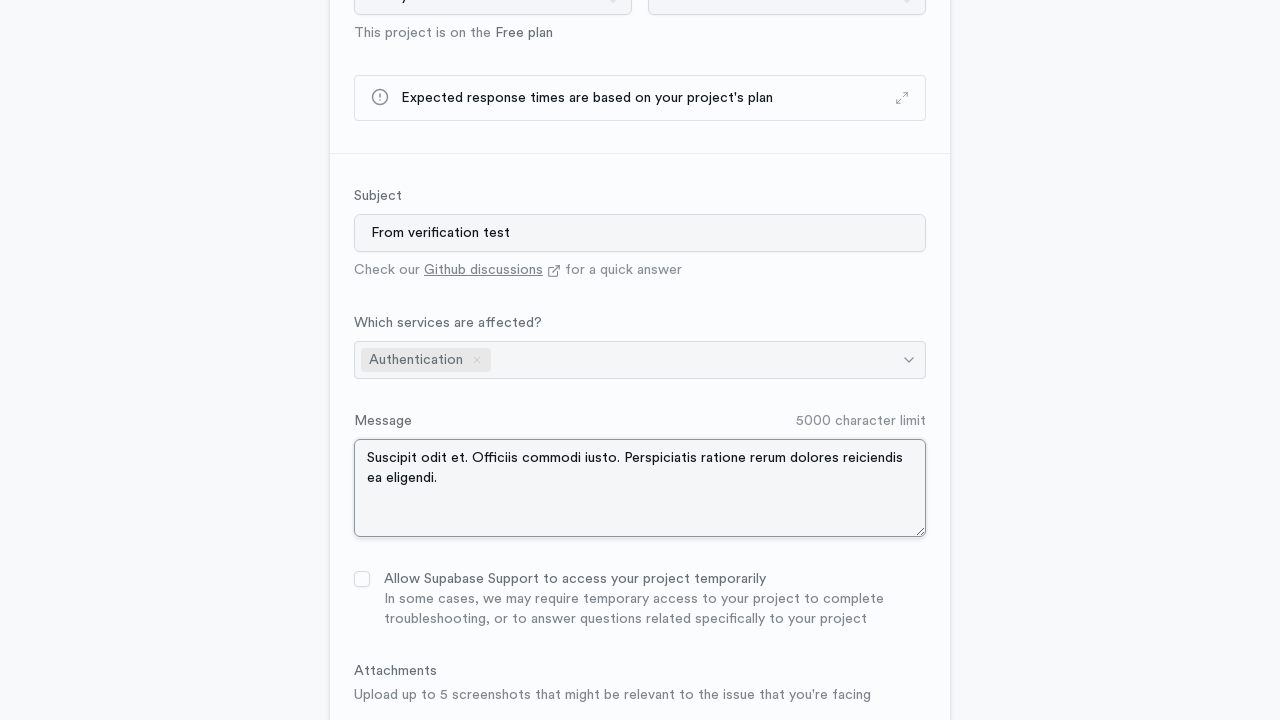 This project is on the Free plan
Expected response times are based on your project's plan
Subject
From verification test
Check our Github discussions for a quick answer
Which services are affected?
Authentication
Message
5000 character limit
Suscipit odit et. Officiis commodi iusto. Perspiciatis ratione rerum dolores reiciendis
ea eligendi.
Allow Supabase Support to access your project temporarily
In some cases, we may require temporary access to your project to complete
troubleshooting, or to answer questions related specifically to your project
Attachments
Upload up to 5 screenshots that might be relevant to the issue that you're facing